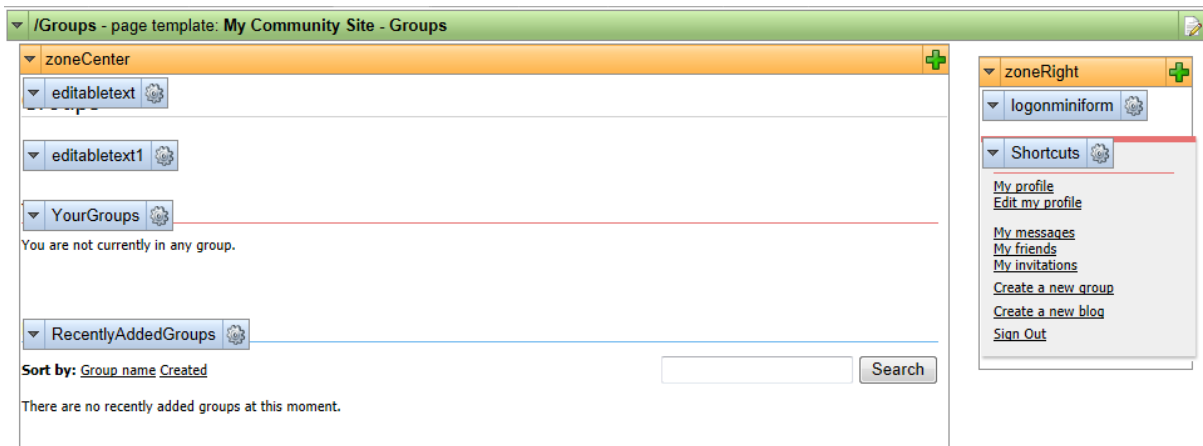 /Groups - page template: My Community Site - Groups
zoneCenter
editabletext
editabletext1
YourGroups
You are not currently in any group.
RecentlyAddedGroups
Sort by: Group name Created
Search
There are no recently added groups at this moment.
zoneRight
logonminiform
Shortcuts
My profile
Edit my profile
My messages
My friends
My invitations
Create a new group
Create a new blog
Sign Out